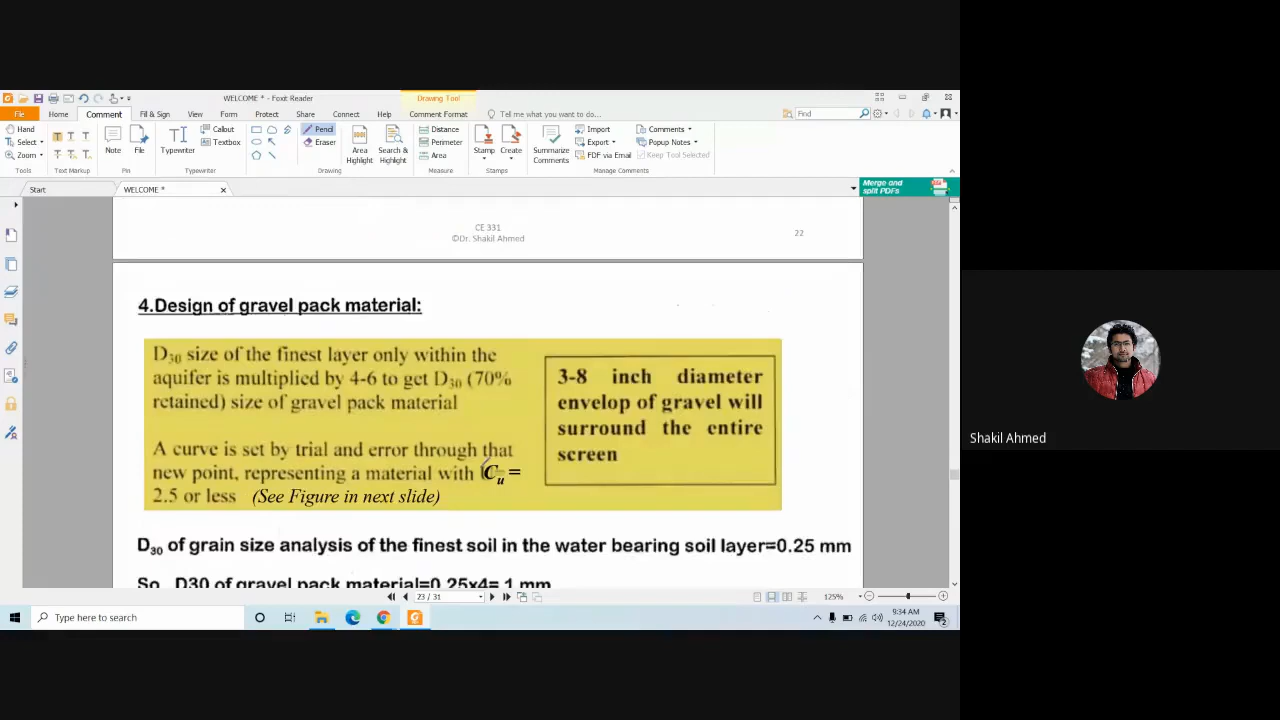 WELCOME * - Foxit Reader
Drawing Tool
File
Home
Comment
Fill & Sign
View
Form
Protect
Share
Connect
Help
Comment Format
Tell me what you want to do...
Find
Hand
Select
Zoom
Tools
Text Markup
Note
File
Pin
Typewriter
Callout
Textbox
Typewriter
Pencil
Eraser
Drawing
Area
Highlight
Search &
Highlight
Distance
Perimeter
Area
Measure
Stamp
Create
Stamps
Summarize
Comments
Import
Export
FDF via Email
Comments
Popup Notes
Keep Tool Selected
Manage Comments
Start
WELCOME *
Merge and
split PDFs
CE 331
©Dr. Shakil Ahmed
22
4.Design of gravel pack material:
D30 size of the finest layer only within the
aquifer is multiplied by 4-6 to get D30 (70%
retained) size of gravel pack material
A curve is set by trial and error through that
new point, representing a material with Cu =
2.5 or less (See Figure in next slide)
3-8 inch diameter
envelop of gravel will
surround the entire
screen
D30 of grain size analysis of the finest soil in the water bearing soil layer=0.25 mm
So D30 of gravel pack material=0.25x4= 1 mm
23 / 31
125%
Type here to search
9:34 AM
12/24/2020
2
Shakil Ahmed